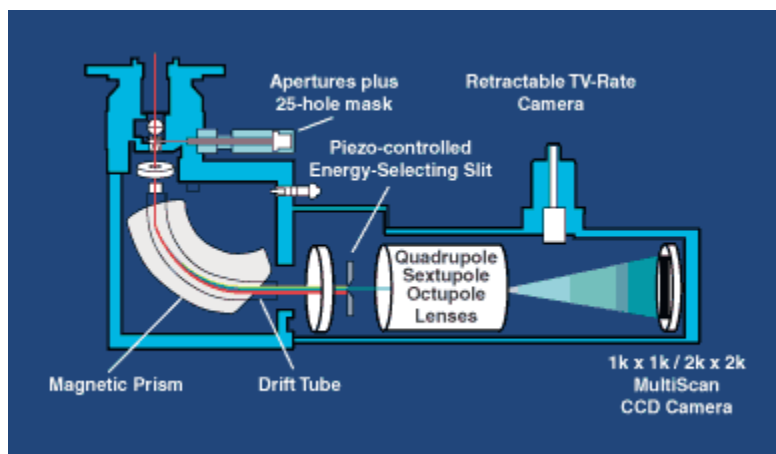 Apertures plus
25-hole mask
Retractable TV-Rate
Camera
Piezo-controlled
Energy-Selecting Slit
Quadrupole
Sextupole
Octupole
Lenses
Magnetic Prism
Drift Tube
1k x 1k / 2k x 2k
MultiScan
CCD Camera